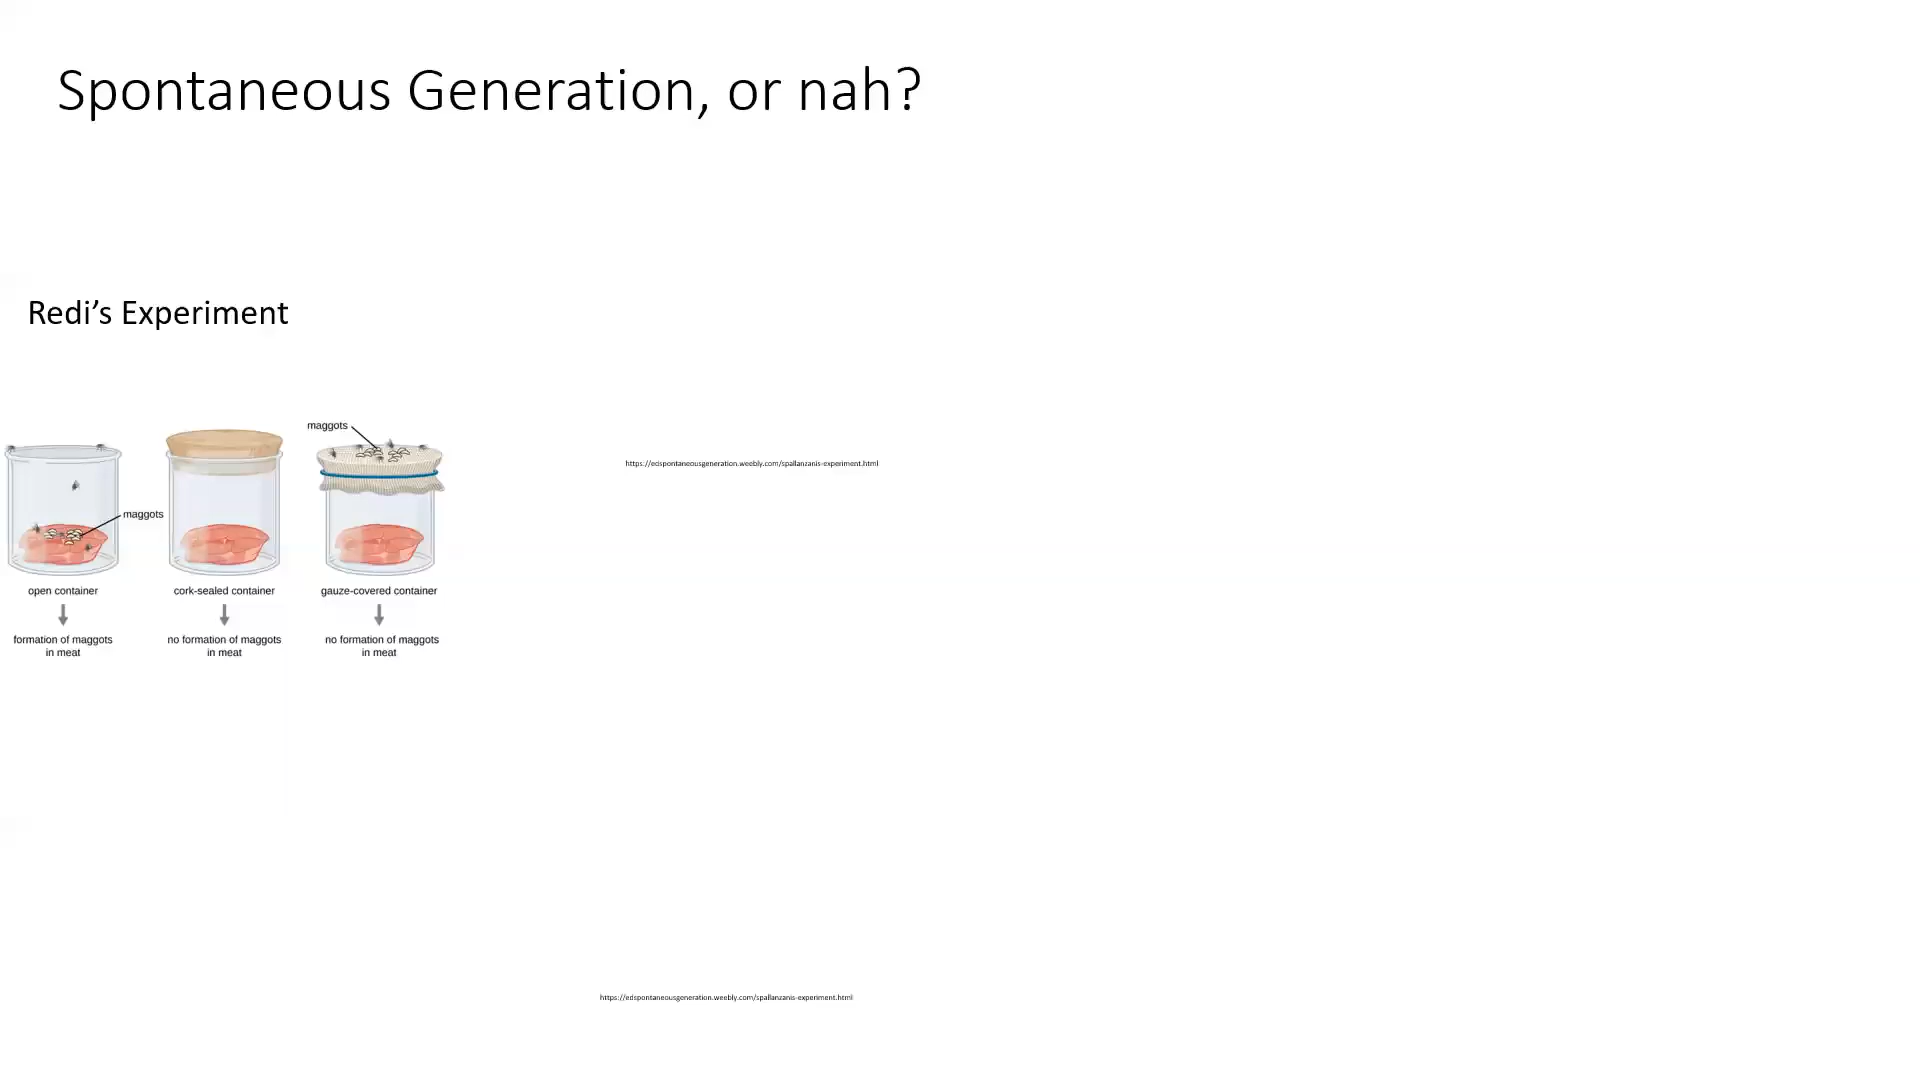 Spontaneous Generation, or nah?
Redi’s Experiment
maggots
https://edspontaneousgeneration.weebly.com/spallanzanis-experiment.html
maggots
open container
cork-sealed container
gauze-covered container
formation of maggots
in meat
no formation of maggots
in meat
no formation of maggots
in meat
https://edspontaneousgeneration.weebly.com/spallanzanis-experiment.html